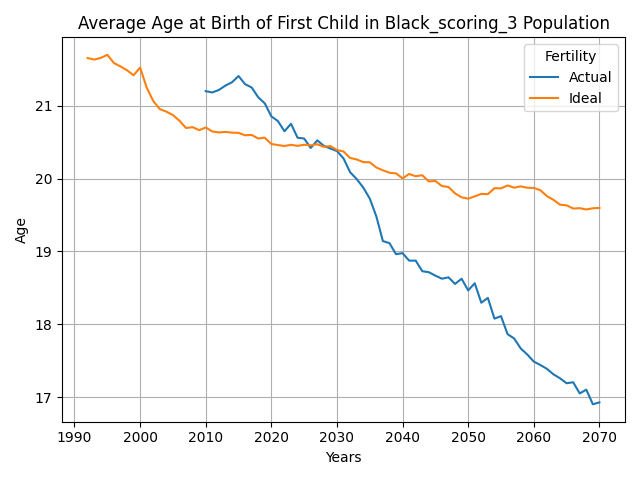 Average Age at Birth of First Child in Black_scoring_3 Population
Fertility
Actual
Ideal
Age
21
20
19
18
17
1990 2000 2010 2020 2030 2040 2050 2060 2070
Years